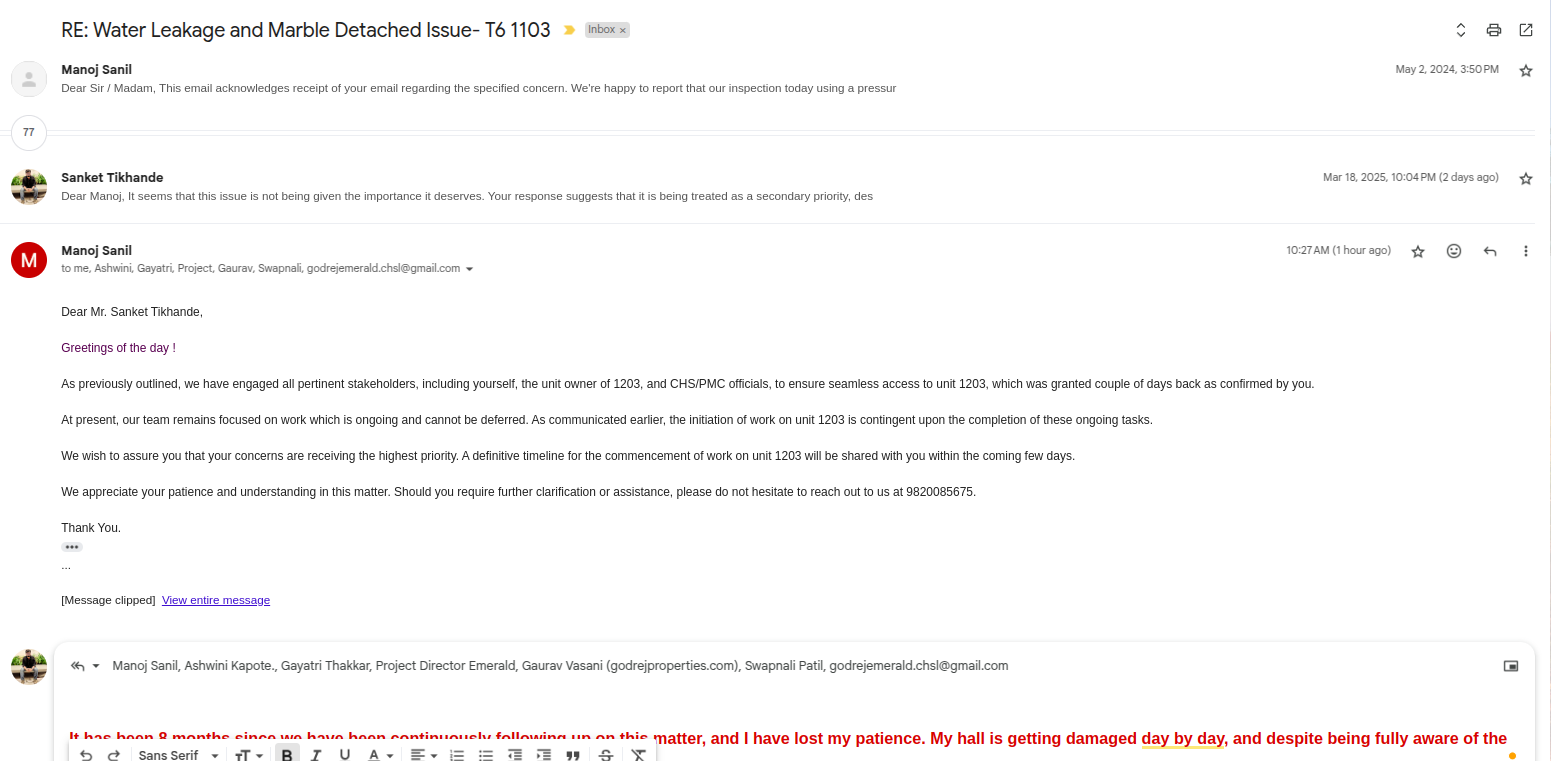 RE: Water Leakage and Marble Detached Issue- T6 1103 Inbox ×
Manoj Sanil May 2, 2024, 3:50 PM
Dear Sir / Madam, This email acknowledges receipt of your email regarding the specified concern. We're happy to report that our inspection today using a pressur
77
Sanket Tikhande Mar 18, 2025, 10:04 PM (2 days ago)
Dear Manoj, It seems that this issue is not being given the importance it deserves. Your response suggests that it is being treated as a secondary priority, des
M
Manoj Sanil 10:27 AM (1 hour ago)
to me, Ashwini, Gayatri, Project, Gaurav, Swapnali, godrejemerald.chsl@gmail.com
Dear Mr. Sanket Tikhande,
Greetings of the day !
As previously outlined, we have engaged all pertinent stakeholders, including yourself, the unit owner of 1203, and CHS/PMC officials, to ensure seamless access to unit 1203, which was granted couple of days back as confirmed by you.
At present, our team remains focused on work which is ongoing and cannot be deferred. As communicated earlier, the initiation of work on unit 1203 is contingent upon the completion of these ongoing tasks.
We wish to assure you that your concerns are receiving the highest priority. A definitive timeline for the commencement of work on unit 1203 will be shared with you within the coming few days.
We appreciate your patience and understanding in this matter. Should you require further clarification or assistance, please do not hesitate to reach out to us at 9820085675.
Thank You.
...
[Message clipped] View entire message
Manoj Sanil, Ashwini Kapote., Gayatri Thakkar, Project Director Emerald, Gaurav Vasani (godrejproperties.com), Swapnali Patil, godrejemerald.chsl@gmail.com
It has been 8 months since we have been continuously following up on this matter, and I have lost my patience. My hall is getting damaged day by day, and despite being fully aware of the
Sans Serif